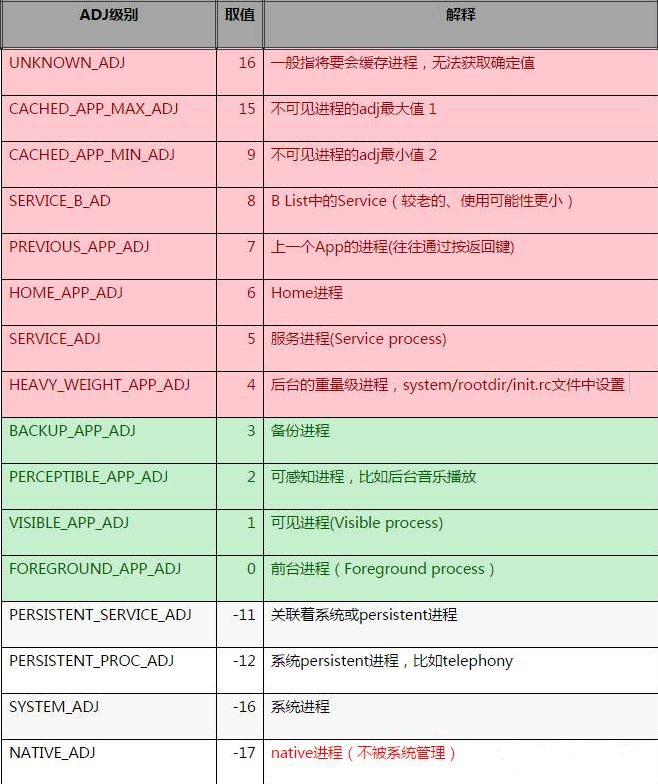 ADJ级别 取值 解释
UNKNOWN_ADJ 16 一般指将要会缓存进程，无法获取确定值
CACHED_APP_MAX_ADJ 15 不可见进程的adj最大值 1
CACHED_APP_MIN_ADJ 9 不可见进程的adj最小值 2
SERVICE_B_AD 8 B List中的Service（较老的、使用可能性更小）
PREVIOUS_APP_ADJ 7 上一个App的进程(往往通过按返回键)
HOME_APP_ADJ 6 Home进程
SERVICE_ADJ 5 服务进程(Service process)
HEAVY_WEIGHT_APP_ADJ 4 后台的重量级进程，system/rootdir/init.rc文件中设置
BACKUP_APP_ADJ 3 备份进程
PERCEPTIBLE_APP_ADJ 2 可感知进程，比如后台音乐播放
VISIBLE_APP_ADJ 1 可见进程(Visible process)
FOREGROUND_APP_ADJ 0 前台进程（Foreground process）
PERSISTENT_SERVICE_ADJ -11 关联着系统或persistent进程
PERSISTENT_PROC_ADJ -12 系统persistent进程，比如telephony
SYSTEM_ADJ -16 系统进程
NATIVE_ADJ -17 native进程（不被系统管理）